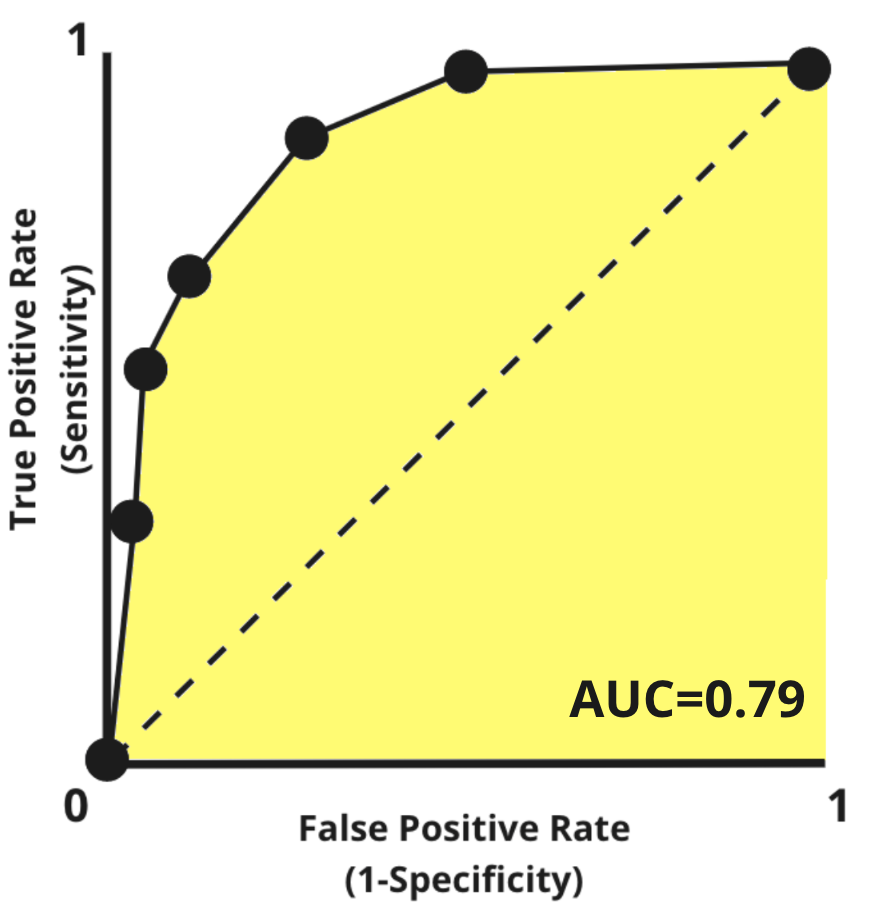 1
True Positive Rate
(Sensitivity)
AUC=0.79
0
1
False Positive Rate
(1-Specificity)